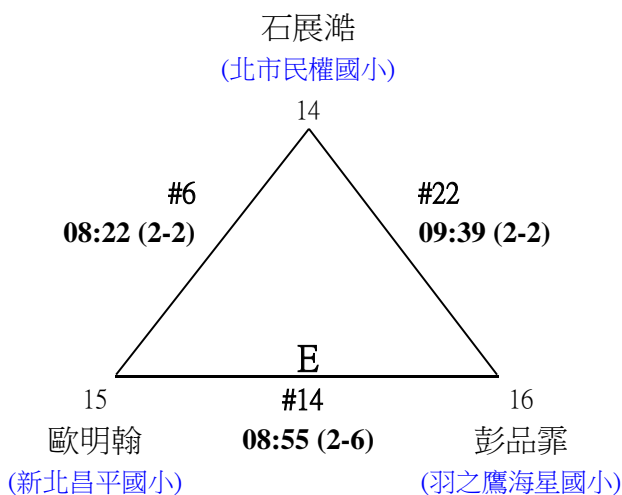 石展澔
(北市民權國小)
14
#6
08:22 (2-2)
#22
09:39 (2-2)
E
15
#14
16
歐明翰
08:55 (2-6)
彭品霏
(新北昌平國小)
(羽之鷹海星國小)